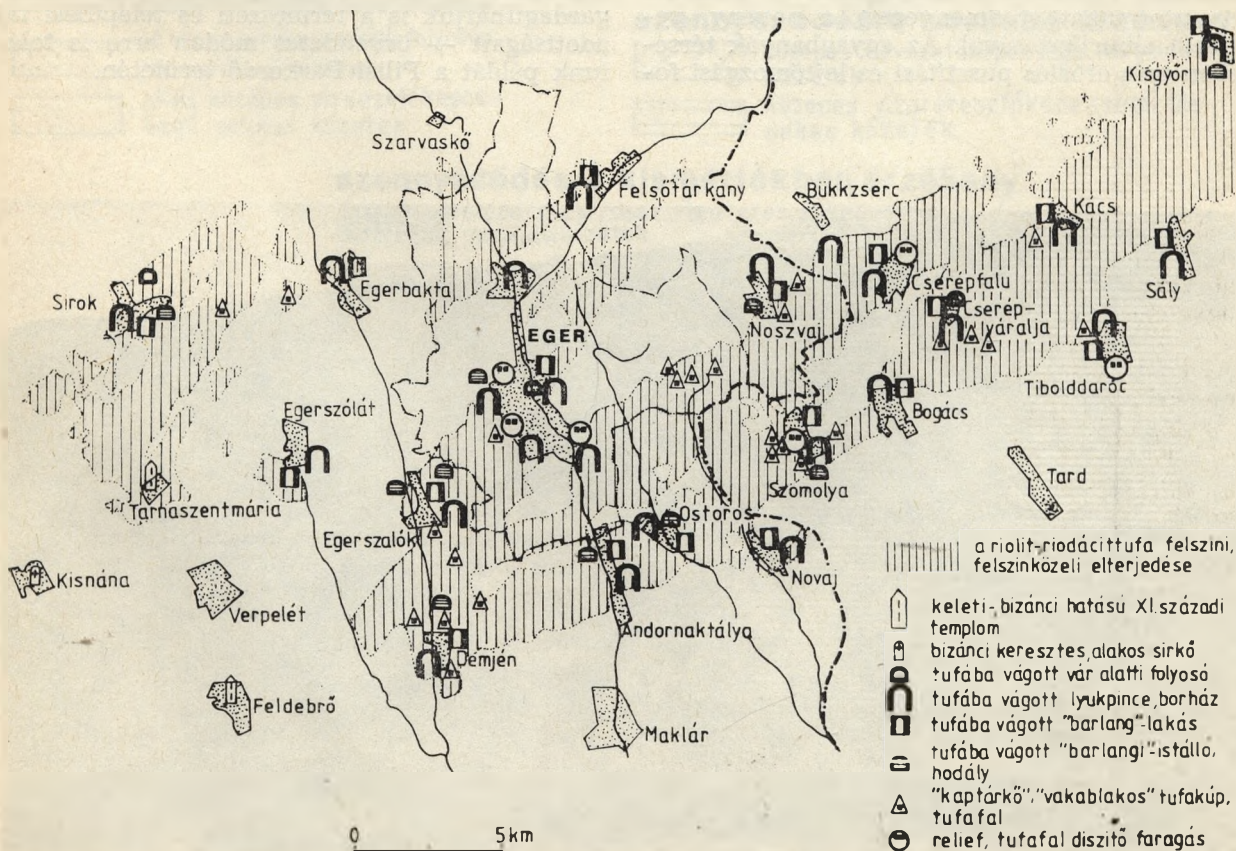 Kisgyőr
Szarvaskő
Felsőtárkány
Bükkzsérc
Kács
Sirok
Egerbakta
Cserépfalu
Sály
EGER
Noszvaj
Cserép-
váralja
Tibolddaróc
Egerszólát
Bogács
Tard
Tarnaszentmária
Szomolya
Egerszalók
Ostoros
Novaj
Kisnána
Verpelét
Andornaktálya
Demjén
Feldebrő
Maklár
a riolit-riodácittufa felszíni,
felszínközeli elterjedése
keleti-bizánci hatású XI. századi
templom
bizánci keresztes, alakos sírkő
tufába vágott vár alatti folyosó
tufába vágott lyukpince, borház
tufába vágott "barlang"-lakás
tufába vágott "barlangi"-istálló,
hodály
"kaptárkő", "vakablakos" tufakúp,
tufafal
relief, tufafal díszítő faragás
0 5 km